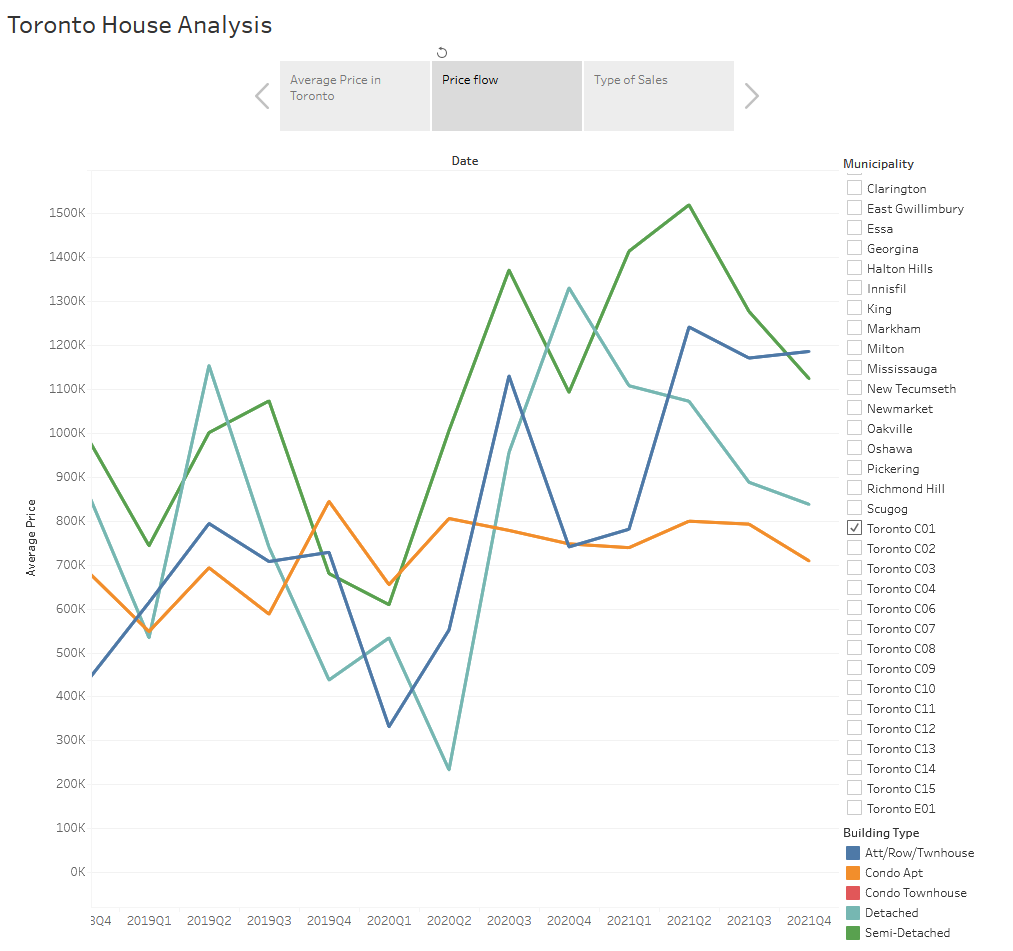 Toronto House Analysis
Average Price in
Toronto
Price flow
Type of Sales
Date
Average Price
1500K
1400K
1300K
1200K
1100K
1000K
900K
800K
700K
600K
500K
400K
300K
200K
100K
0K
8Q4 2019Q1 2019Q2 2019Q3 2019Q4 2020Q1 2020Q2 2020Q3 2020Q4 2021Q1 2021Q2 2021Q3 2021Q4
Municipality
Clarington
East Gwillimbury
Essa
Georgina
Halton Hills
Innisfil
King
Markham
Milton
Mississauga
New Tecumseth
Newmarket
Oakville
Oshawa
Pickering
Richmond Hill
Scugog
Toronto C01
Toronto C02
Toronto C03
Toronto C04
Toronto C06
Toronto C07
Toronto C08
Toronto C09
Toronto C10
Toronto C11
Toronto C12
Toronto C13
Toronto C14
Toronto C15
Toronto E01
Building Type
Att/Row/Twnhouse
Condo Apt
Condo Townhouse
Detached
Semi-Detached